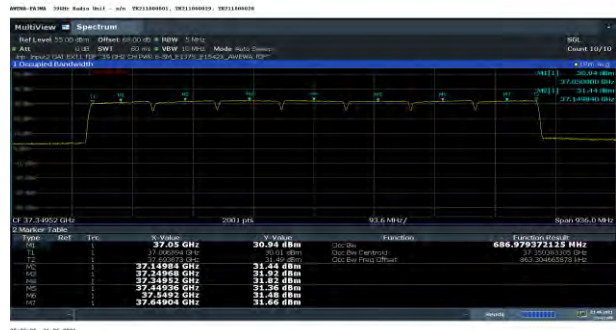 MultiView Spectrum
Ref Level 55.00 dBm Offset 60.00 dB RBW 5 MHz SGL
Att 0 dB SWT 60 ms VBW 10 MHz Mode Auto Sweep Count 10/10
1 Occupied Bandwidth
M1[1] 30.94 dBm
37.050000 GHz
M2[1] 31.44 dBm
37.149840 GHz
CF 37.34952 GHz 2001 pts 93.6 MHz/ Span 936.0 MHz
2 Marker Table
Type Ref Trc X-Value Y-Value Function Function Result
M1 1 37.05 GHz 30.94 dBm Occ Bw 686.979372125 MHz
T1 1 30.01 dBm Occ Bw Centroid
T2 1 31.49 dBm Occ Bw Freq Offset
M2 1 37.14984 GHz 31.44 dBm
M3 1 37.24968 GHz 31.92 dBm
M4 1 37.34952 GHz 31.82 dBm
M5 1 37.44936 GHz 31.36 dBm
M6 1 37.5492 GHz 31.48 dBm
M7 1 37.64904 GHz 31.66 dBm
Ready